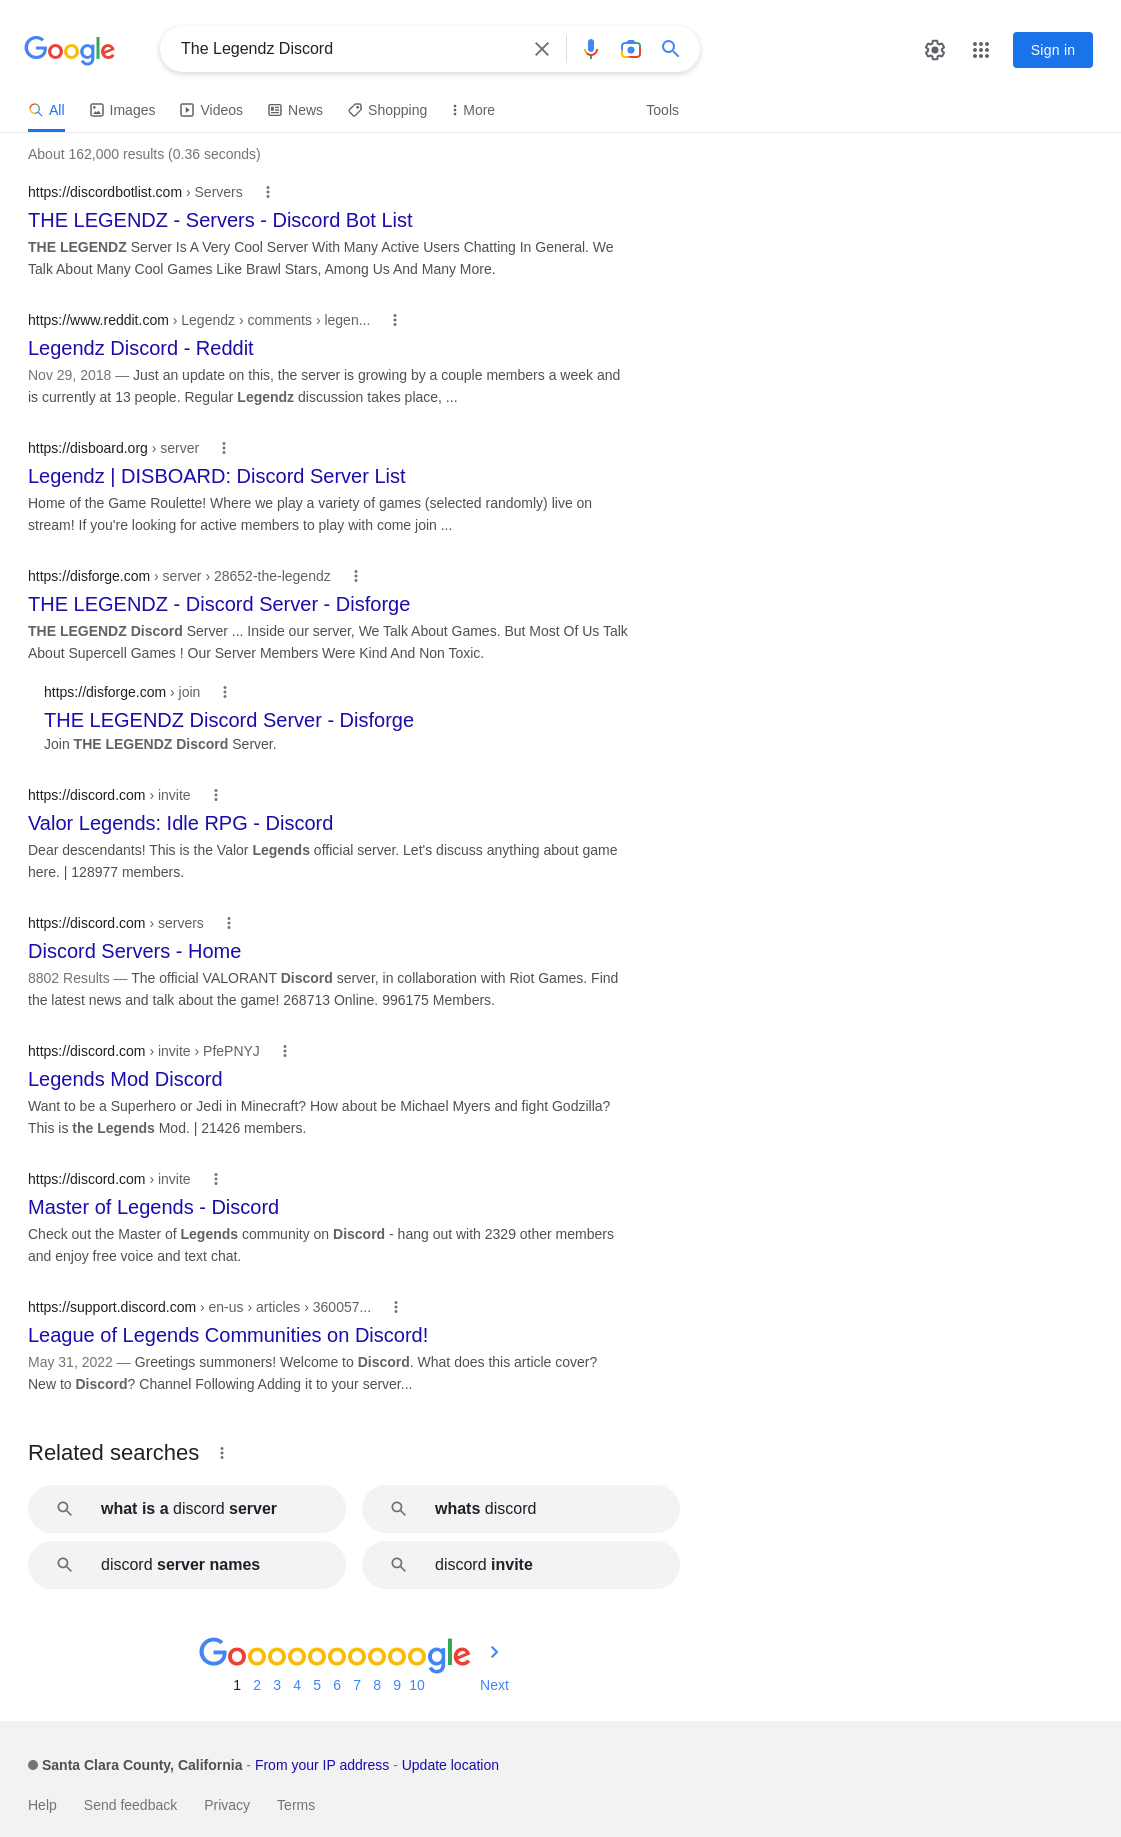 Google
The Legendz Discord
Sign in
All
Images
Videos
News
Shopping
More
Tools
About 162,000 results (0.36 seconds)
https://discordbotlist.com › Servers
THE LEGENDZ - Servers - Discord Bot List
THE LEGENDZ Server Is A Very Cool Server With Many Active Users Chatting In General. We
Talk About Many Cool Games Like Brawl Stars, Among Us And Many More.
https://www.reddit.com › Legendz › comments › legen...
Legendz Discord - Reddit
Nov 29, 2018 — Just an update on this, the server is growing by a couple members a week and
is currently at 13 people. Regular Legendz discussion takes place, ...
https://disboard.org › server
Legendz | DISBOARD: Discord Server List
Home of the Game Roulette! Where we play a variety of games (selected randomly) live on
stream! If you're looking for active members to play with come join ...
https://disforge.com › server › 28652-the-legendz
THE LEGENDZ - Discord Server - Disforge
THE LEGENDZ Discord Server ... Inside our server, We Talk About Games. But Most Of Us Talk
About Supercell Games ! Our Server Members Were Kind And Non Toxic.
https://disforge.com › join
THE LEGENDZ Discord Server - Disforge
Join THE LEGENDZ Discord Server.
https://discord.com › invite
Valor Legends: Idle RPG - Discord
Dear descendants! This is the Valor Legends official server. Let's discuss anything about game
here. | 128977 members.
https://discord.com › servers
Discord Servers - Home
8802 Results — The official VALORANT Discord server, in collaboration with Riot Games. Find
the latest news and talk about the game! 268713 Online. 996175 Members.
https://discord.com › invite › PfePNYJ
Legends Mod Discord
Want to be a Superhero or Jedi in Minecraft? How about be Michael Myers and fight Godzilla?
This is the Legends Mod. | 21426 members.
https://discord.com › invite
Master of Legends - Discord
Check out the Master of Legends community on Discord - hang out with 2329 other members
and enjoy free voice and text chat.
https://support.discord.com › en-us › articles › 360057...
League of Legends Communities on Discord!
May 31, 2022 — Greetings summoners! Welcome to Discord. What does this article cover?
New to Discord? Channel Following Adding it to your server...
Related searches
what is a discord server
whats discord
discord server names
discord invite
Goooooooooogle
1 2 3 4 5 6 7 8 9 10 Next
Santa Clara County, California - From your IP address - Update location
Help Send feedback Privacy Terms